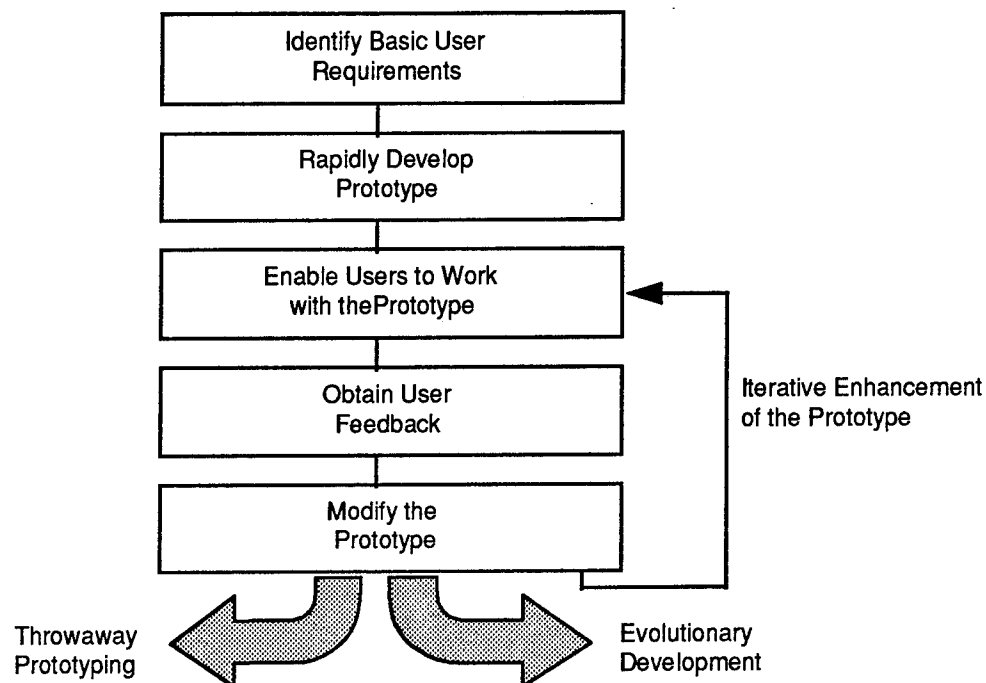 Identify Basic User
Requirements
Rapidly Develop
Prototype
Enable Users to Work
with thePrototype
Obtain User
Feedback
Modify the
Prototype
Iterative Enhancement
of the Prototype
Throwaway
Prototyping
Evolutionary
Development